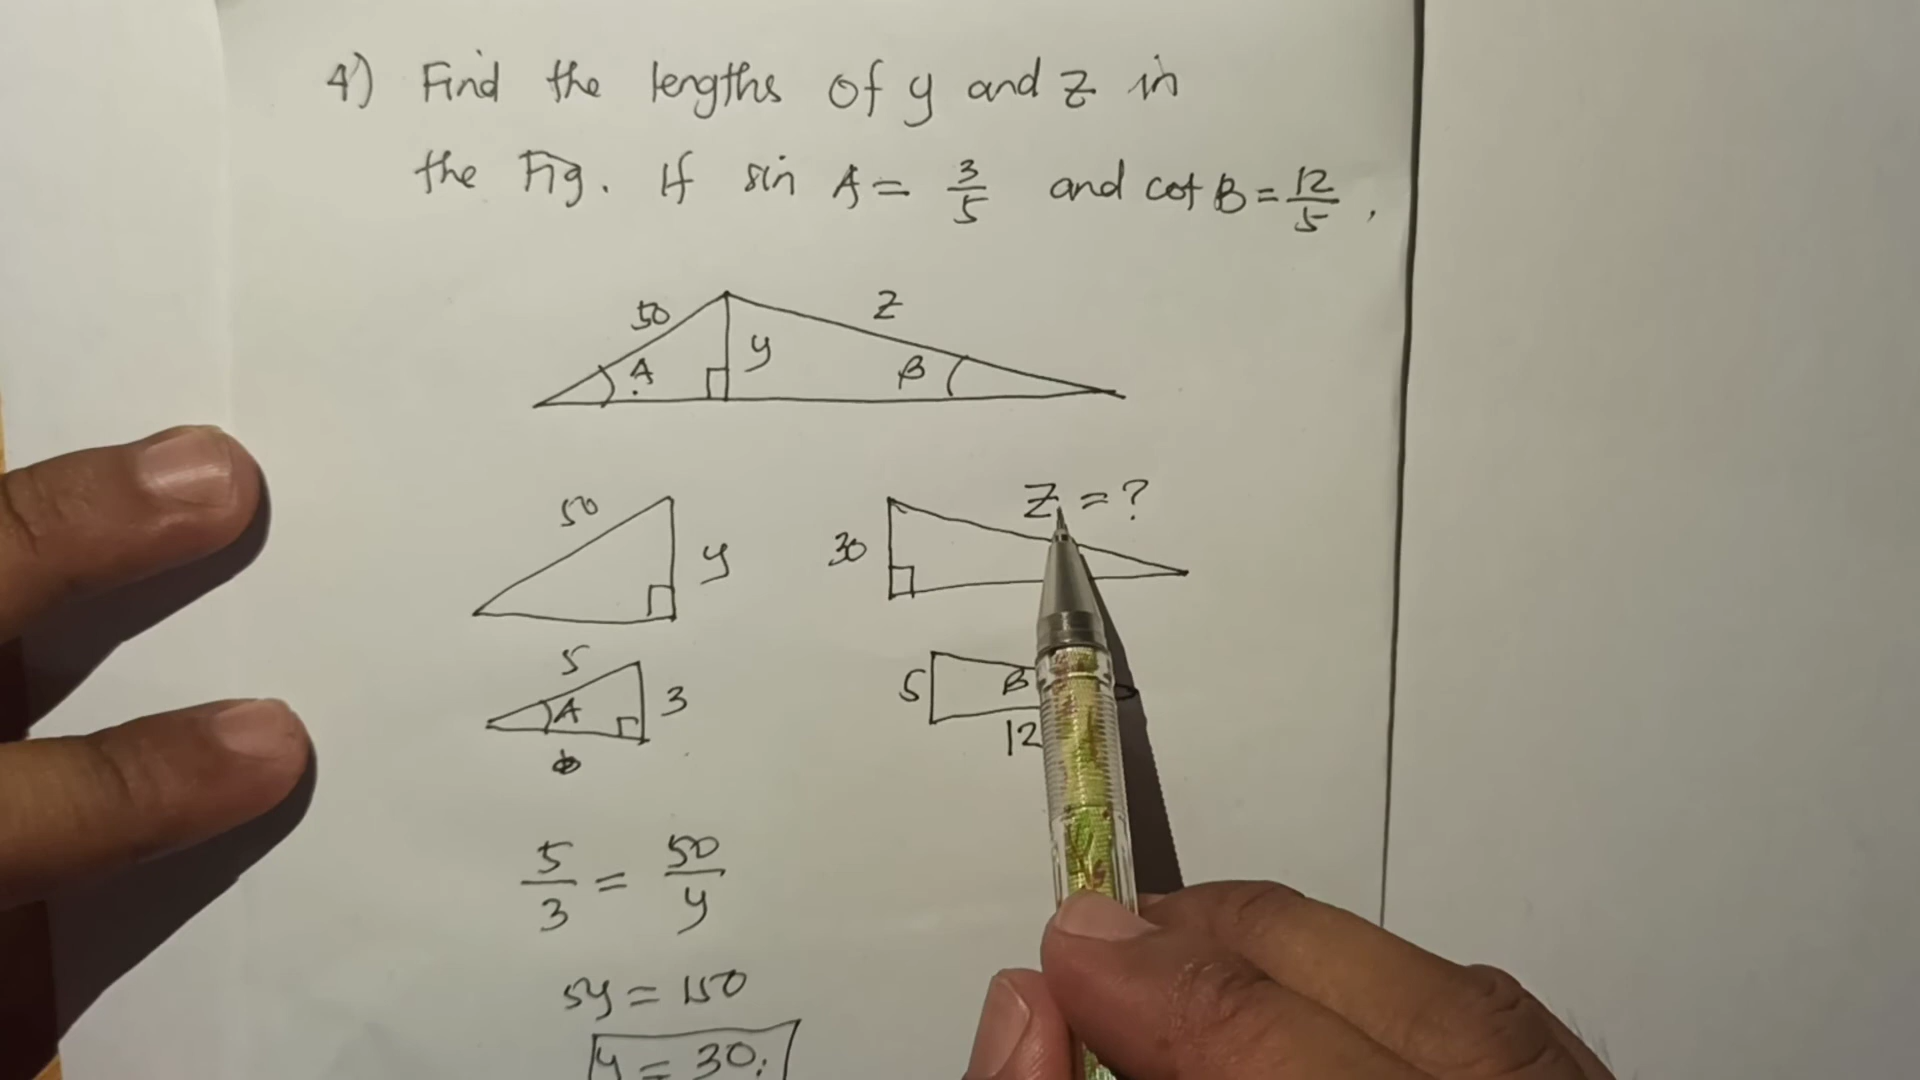 4) Find the lengths of y and z in
the Fig. If sin A = 3/5 and cot B = 12/5,
50 z
A y B
50 y
30 z = ?
5 A 3
5 B 12
5/3 = 50/y
5y = 150
y = 30